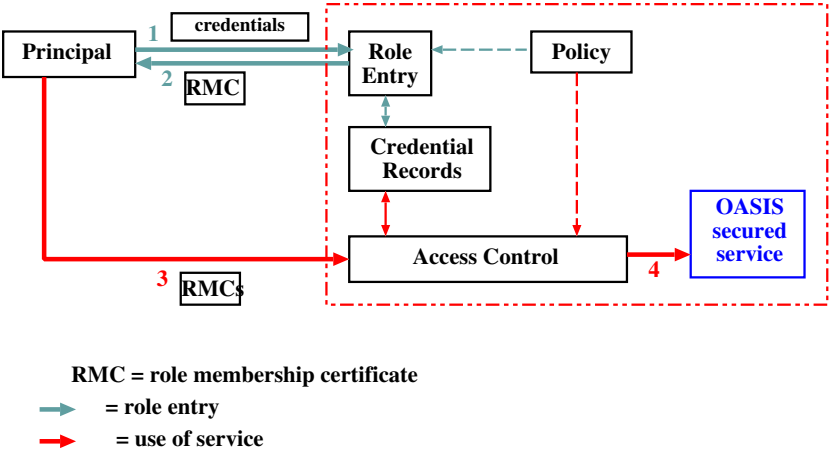 1
credentials
Principal
2
RMC
Role
Entry
Policy
Credential
Records
OASIS
secured
service
Access Control
3
RMCs
4
RMC = role membership certificate
= role entry
= use of service